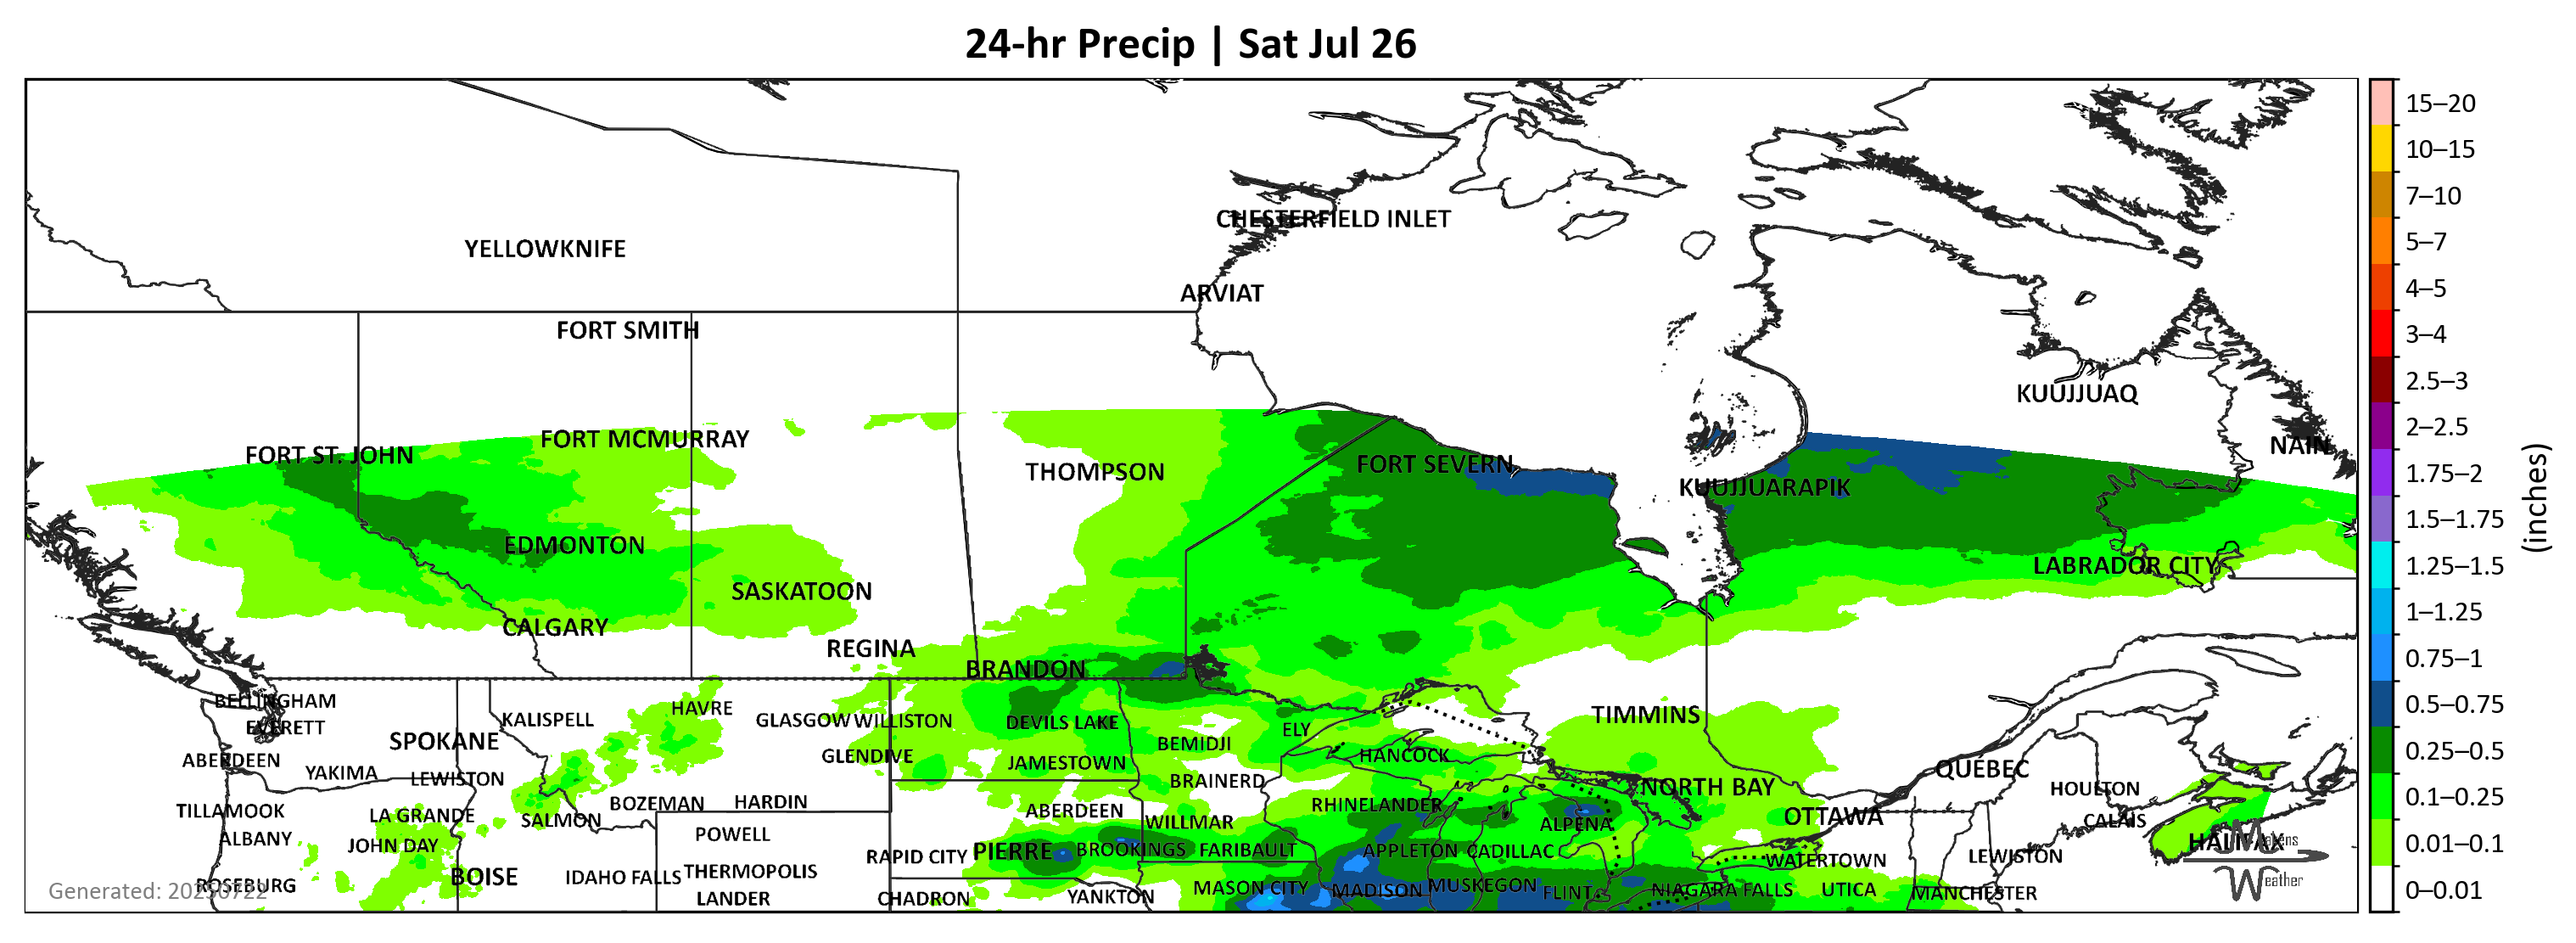 24-hr Precip | Sat Jul 26
CHESTERFIELD INLET
YELLOWKNIFE
ARVIAT
FORT SMITH
KUUJJUAQ
FORT MCMURRAY
NAIN
FORT ST. JOHN
THOMPSON
FORT SEVERN
KUUJJUARAPIK
EDMONTON
LABRADOR CITY
SASKATOON
CALGARY
REGINA
BRANDON
BELLINGHAM
HAVRE
KALISPELL
GLASGOW WILLISTON
DEVILS LAKE
TIMMINS
EVERETT
ELY
SPOKANE
BEMIDJI
ABERDEEN
GLENDIVE
JAMESTOWN
HANCOCK
QUÉBEC
YAKIMA
LEWISTON
BRAINERD
NORTH BAY
HOULTON
TILLAMOOK
LA GRANDE
BOZEMAN
HARDIN
ABERDEEN
RHINELANDER
OTTAWA
SALMON
WILLMAR
ALPENA
CALAIS
ALBANY
JOHN DAY
POWELL
HALIFAX
RAPID CITY
PIERRE
BROOKINGS
FARIBAULT
APPLETON
CADILLAC
WATERTOWN
LEWISTON
ROSEBURG
BOISE
IDAHO FALLS
THERMOPOLIS
MASON CITY
MADISON
MUSKEGON
FLINT
NIAGARA FALLS
UTICA
MANCHESTER
LANDER
CHADRON
YANKTON
Generated: 20250722
Weather
15–20
10–15
7–10
5–7
4–5
3–4
2.5–3
2–2.5
1.75–2
1.5–1.75
1.25–1.5
1–1.25
0.75–1
0.5–0.75
0.25–0.5
0.1–0.25
0.01–0.1
0–0.01
(inches)